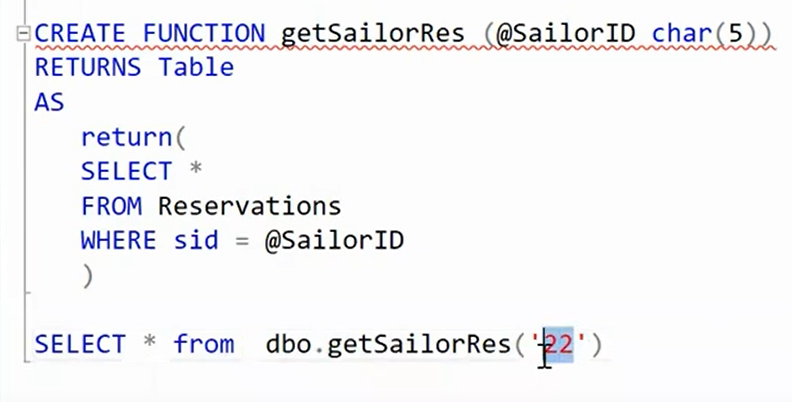 CREATE FUNCTION getSailorRes (@SailorID char(5))
RETURNS Table
AS
return(
SELECT *
FROM Reservations
WHERE sid = @SailorID
)
SELECT * from  dbo.getSailorRes('22')